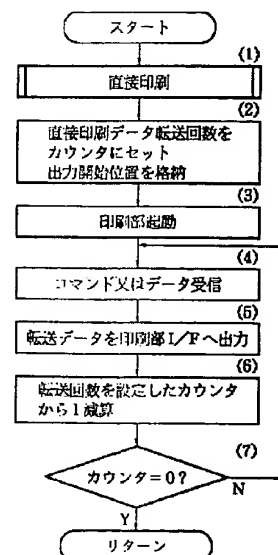 スタート
(1)
直接印刷
(2)
直接印刷データ転送回数を
カウンタにセット
出力開始位置を格納
(3)
印刷部起動
(4)
コマンド又はデータ受信
(5)
転送データを印刷部I/Fへ出力
(6)
転送回数を設定したカウンタ
から1減算
(7)
カウンタ=0?
N
Y
リターン